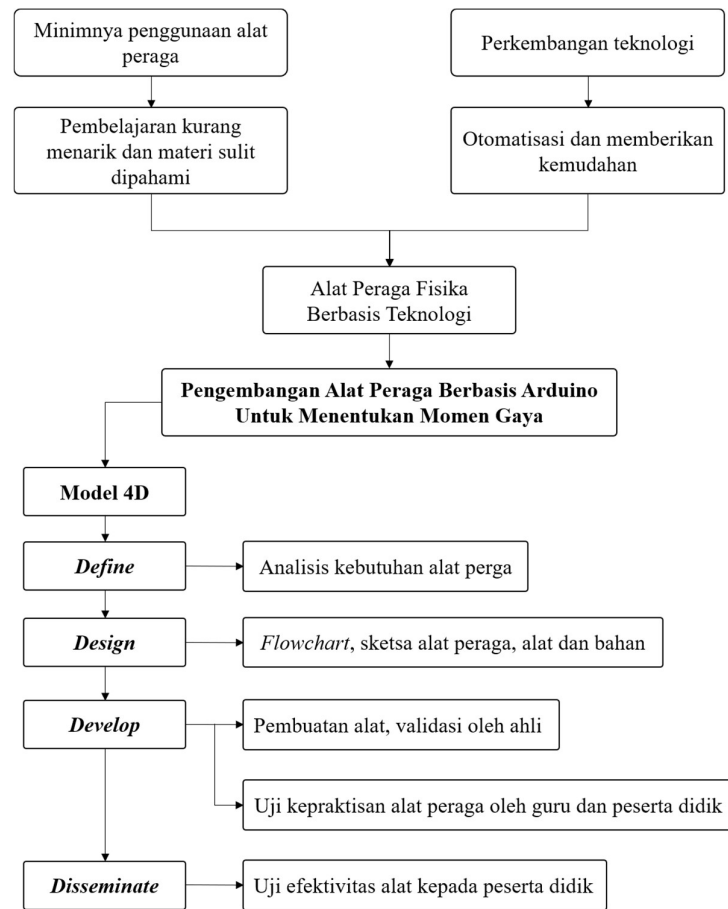 Minimnya penggunaan alat
peraga
Perkembangan teknologi
Pembelajaran kurang
menarik dan materi sulit
dipahami
Otomatisasi dan memberikan
kemudahan
Alat Peraga Fisika
Berbasis Teknologi
Pengembangan Alat Peraga Berbasis Arduino
Untuk Menentukan Momen Gaya
Model 4D
Define
Analisis kebutuhan alat perga
Design
Flowchart, sketsa alat peraga, alat dan bahan
Develop
Pembuatan alat, validasi oleh ahli
Uji kepraktisan alat peraga oleh guru dan peserta didik
Disseminate
Uji efektivitas alat kepada peserta didik